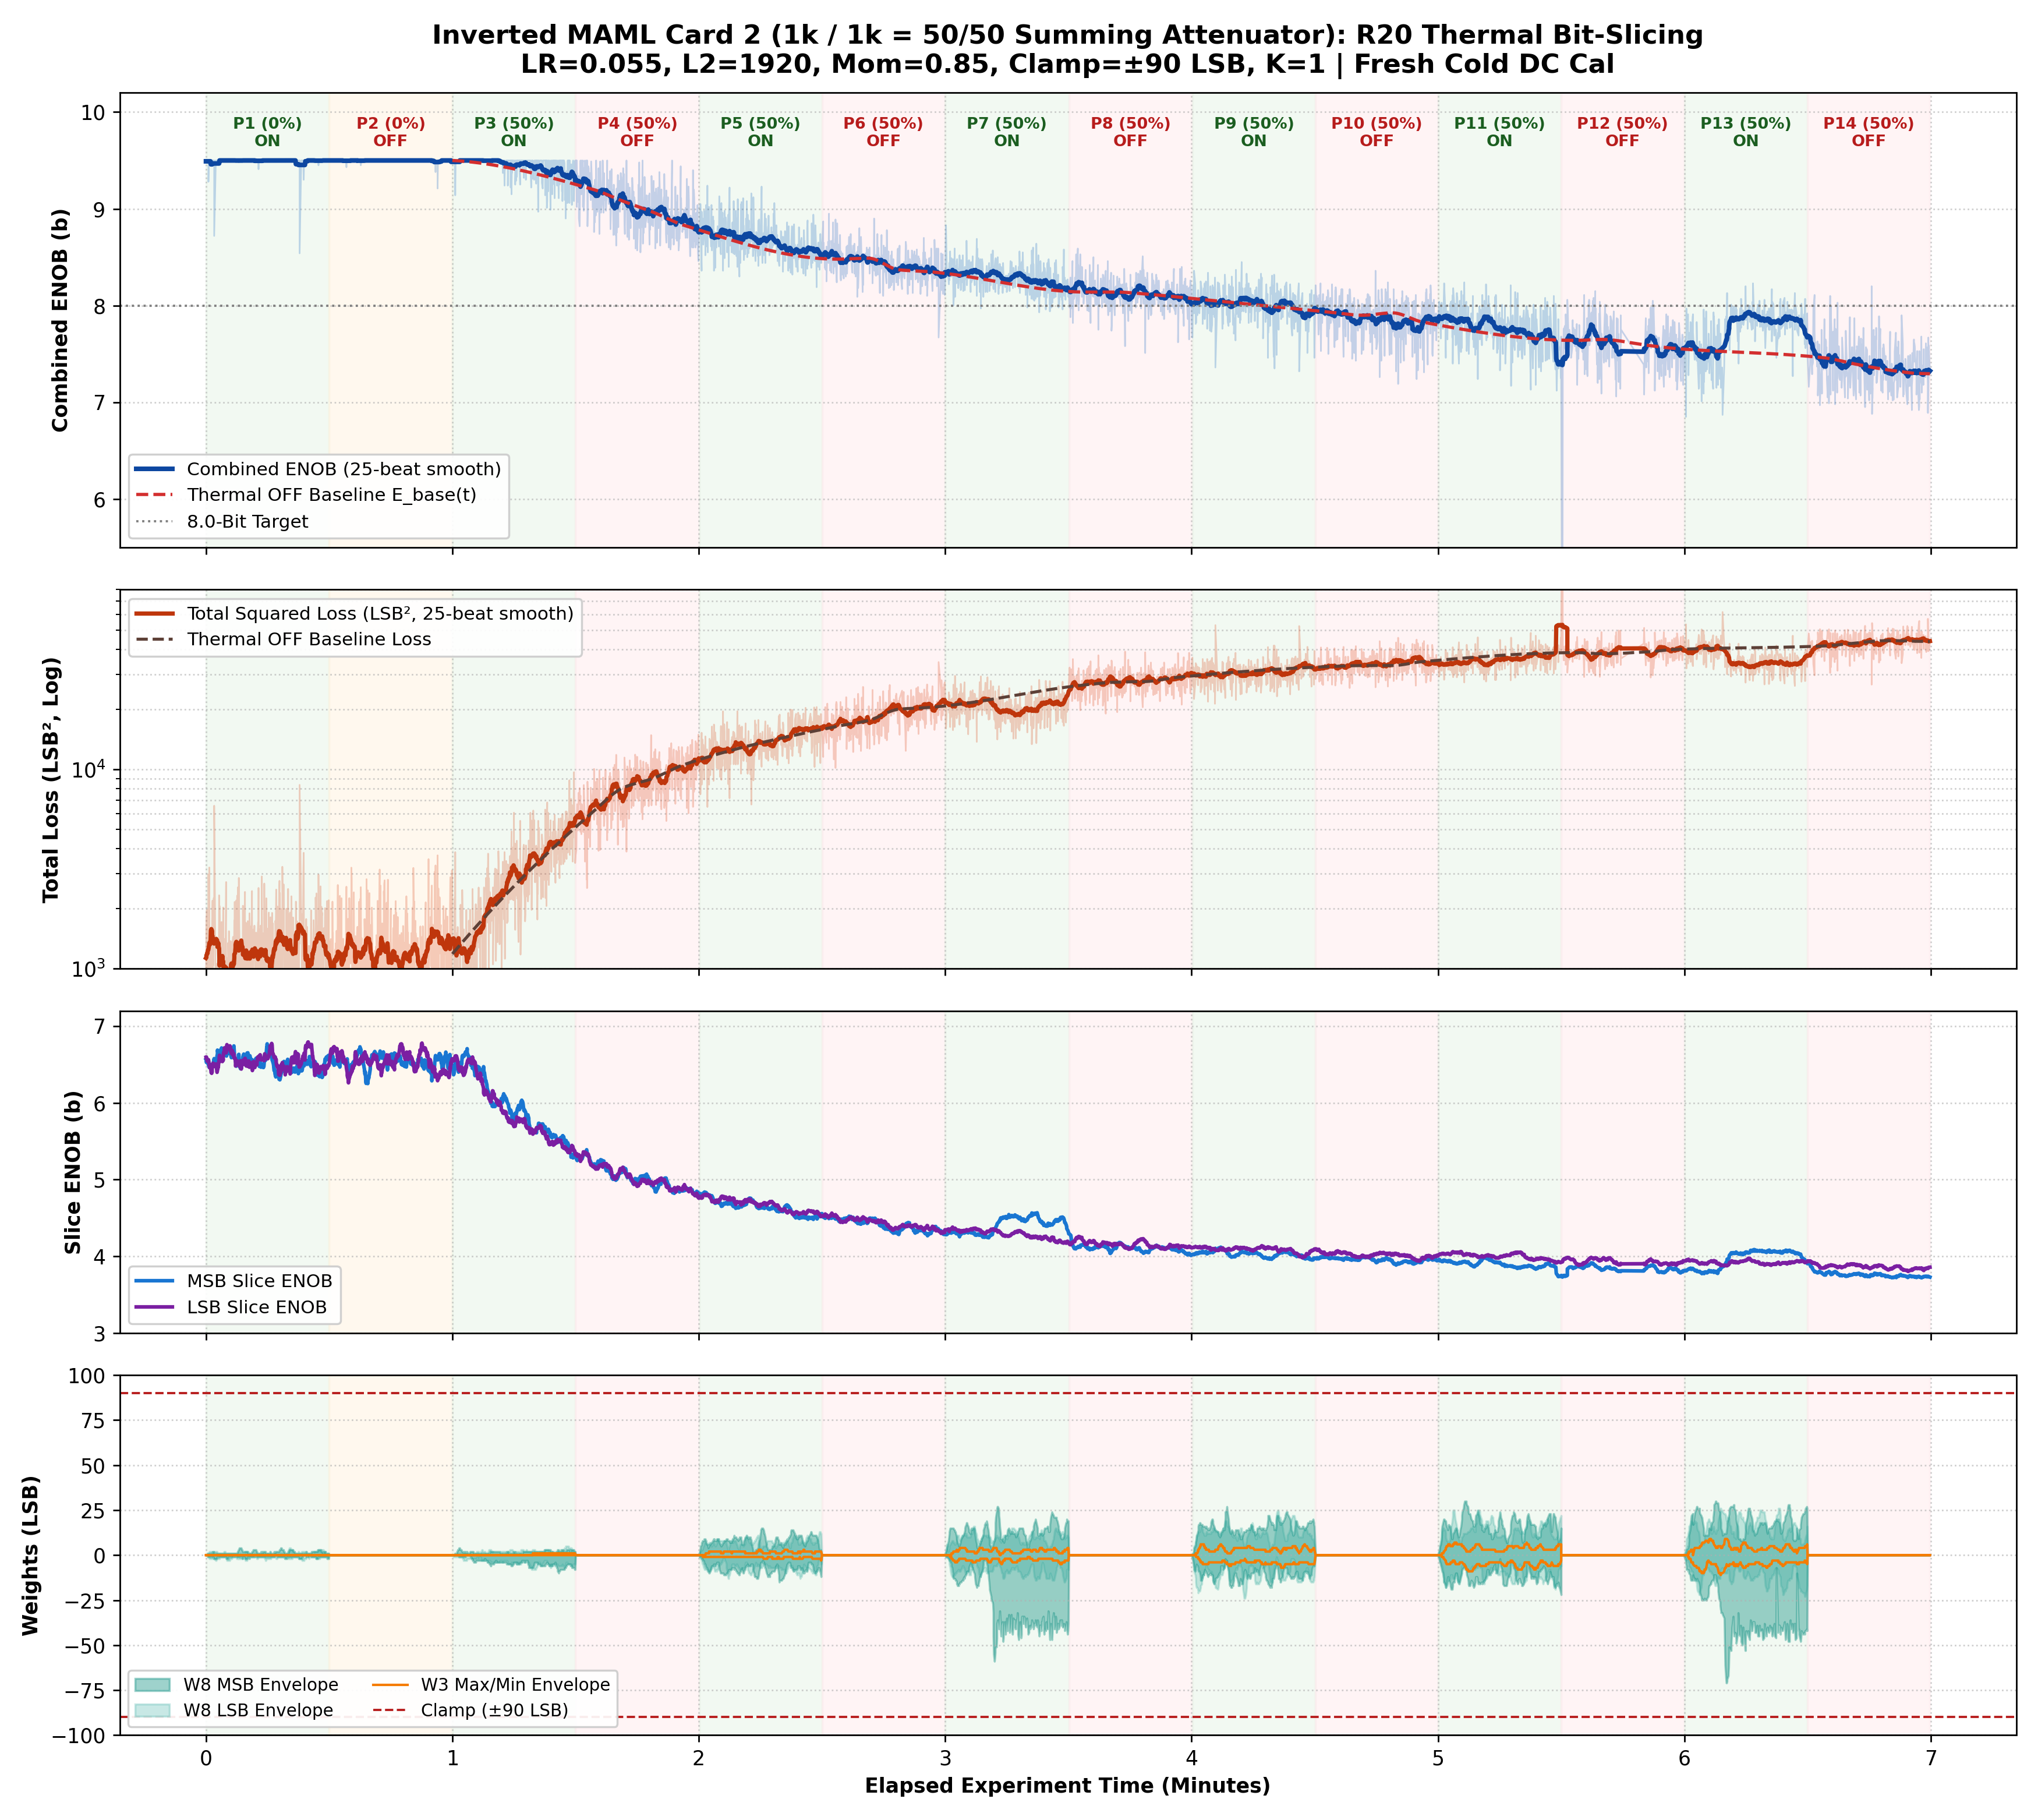 Inverted MAML Card 2 (1k / 1k = 50/50 Summing Attenuator): R20 Thermal Bit-Slicing
LR=0.055, L2=1920, Mom=0.85, Clamp=±90 LSB, K=1 | Fresh Cold DC Cal
P1 (0%)
ON
P2 (0%)
OFF
P3 (50%)
ON
P4 (50%)
OFF
P5 (50%)
ON
P6 (50%)
OFF
P7 (50%)
ON
P8 (50%)
OFF
P9 (50%)
ON
P10 (50%)
OFF
P11 (50%)
ON
P12 (50%)
OFF
P13 (50%)
ON
P14 (50%)
OFF
Combined ENOB (b)
10
9
8
7
6
Combined ENOB (25-beat smooth)
Thermal OFF Baseline E_base(t)
8.0-Bit Target
Total Loss (LSB², Log)
10⁴
10³
Total Squared Loss (LSB², 25-beat smooth)
Thermal OFF Baseline Loss
Slice ENOB (b)
7
6
5
4
3
MSB Slice ENOB
LSB Slice ENOB
Weights (LSB)
100
75
50
25
0
−25
−50
−75
−100
W8 MSB Envelope
W8 LSB Envelope
W3 Max/Min Envelope
Clamp (±90 LSB)
0 1 2 3 4 5 6 7
Elapsed Experiment Time (Minutes)